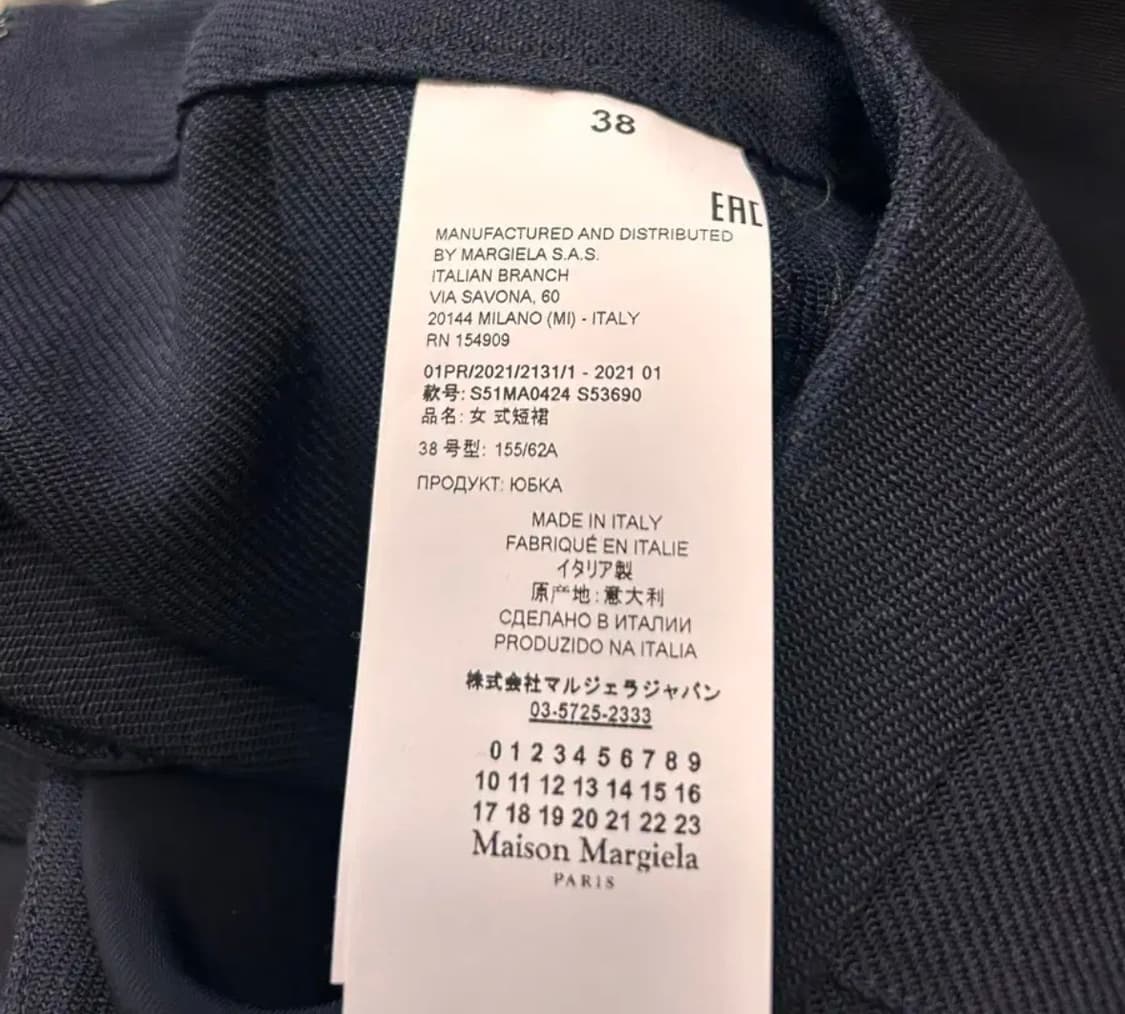 38
EAC
MANUFACTURED AND DISTRIBUTED
BY MARGIELA S.A.S.
ITALIAN BRANCH
VIA SAVONA, 60
20144 MILANO (MI) - ITALY
RN 154909
01PR/2021/2131/1 - 2021 01
款号: S51MA0424 S53690
品名: 女 式短裙
38 号型: 155/62A
ПРОДУКТ: ЮБКА
MADE IN ITALY
FABRIQUÉ EN ITALIE
イタリア製
原产地:意大利
СДЕЛАНО В ИТАЛИИ
PRODUZIDO NA ITALIA
株式会社マルジェラジャパン
03-5725-2333
0 1 2 3 4 5 6 7 8 9
10 11 12 13 14 15 16
17 18 19 20 21 22 23
Maison Margiela
PARIS